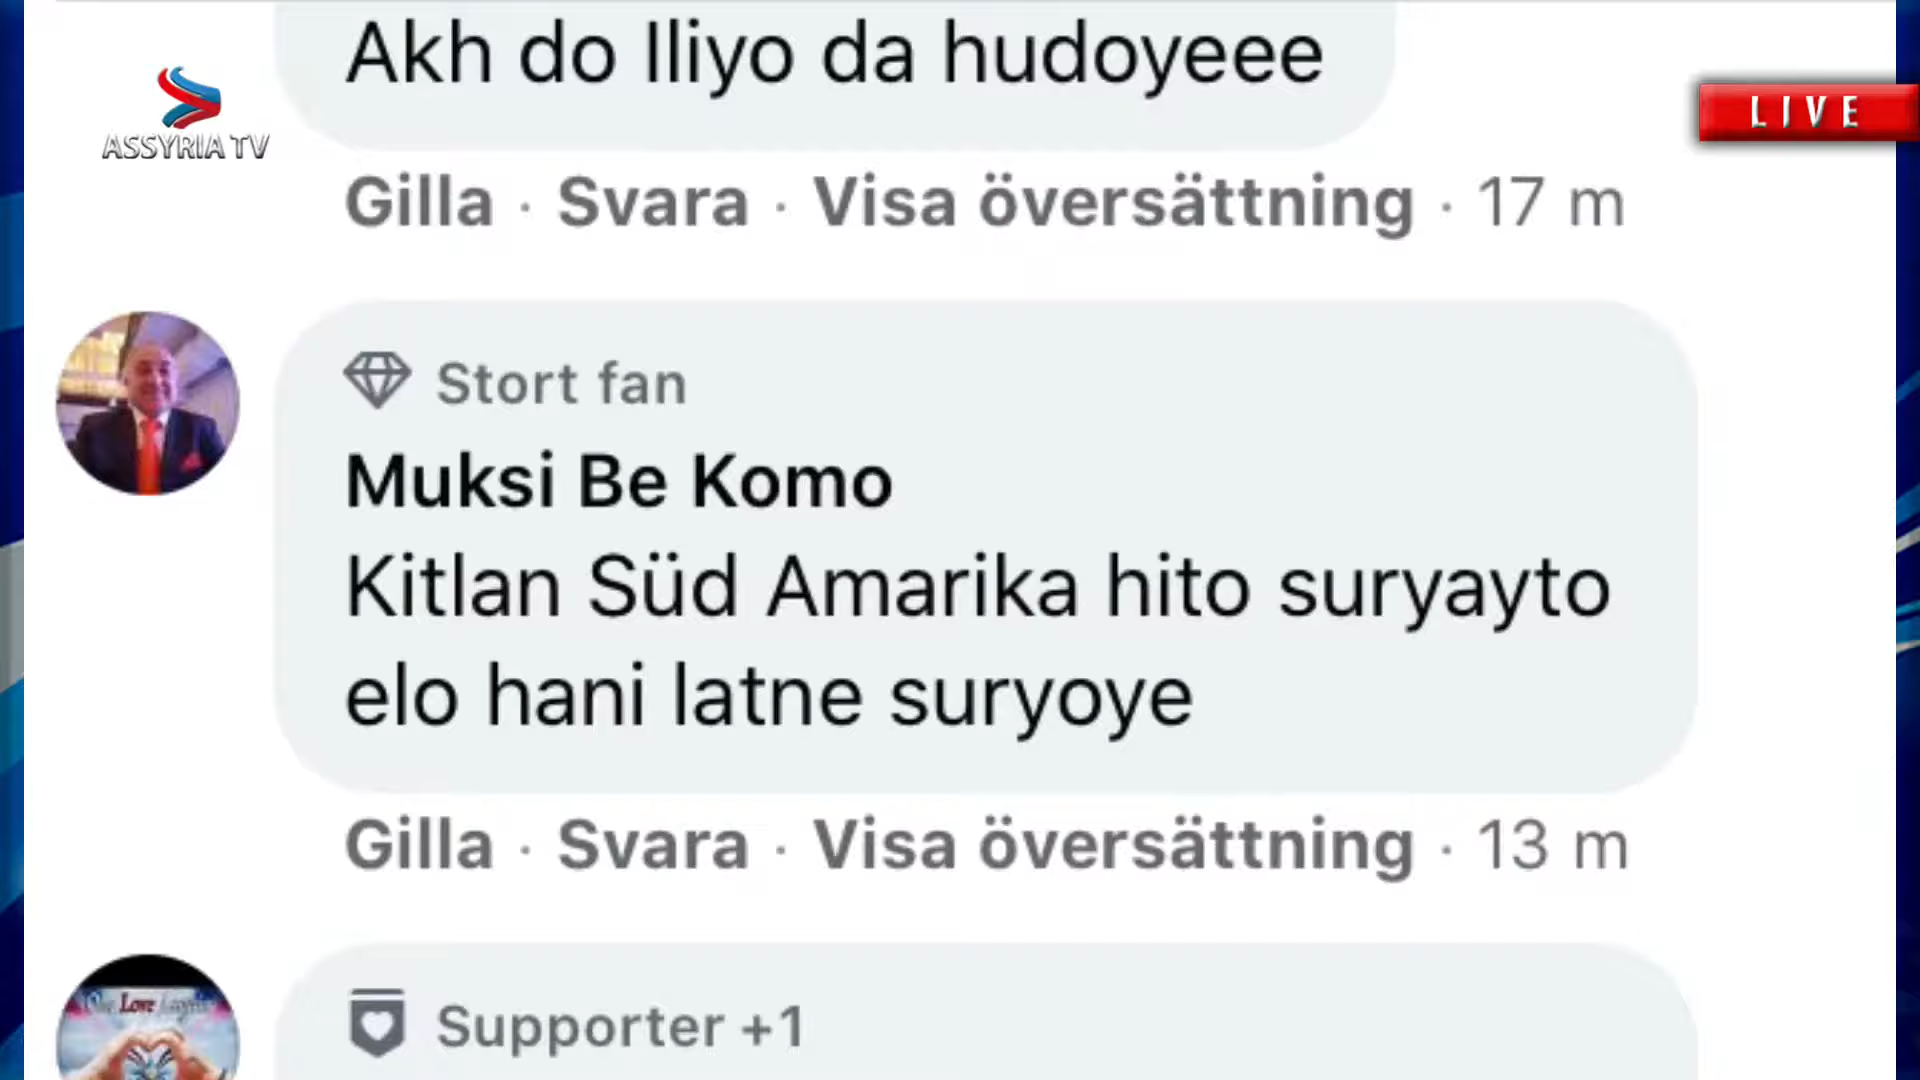 Akh do Iliyo da hudoyeee
ASSYRIA TV
LIVE
Gilla · Svara · Visa översättning · 17 m
Stort fan
Muksi Be Komo
Kitlan Süd Amarika hito suryayto
elo hani latne suryoye
Gilla · Svara · Visa översättning · 13 m
Love
Supporter +1